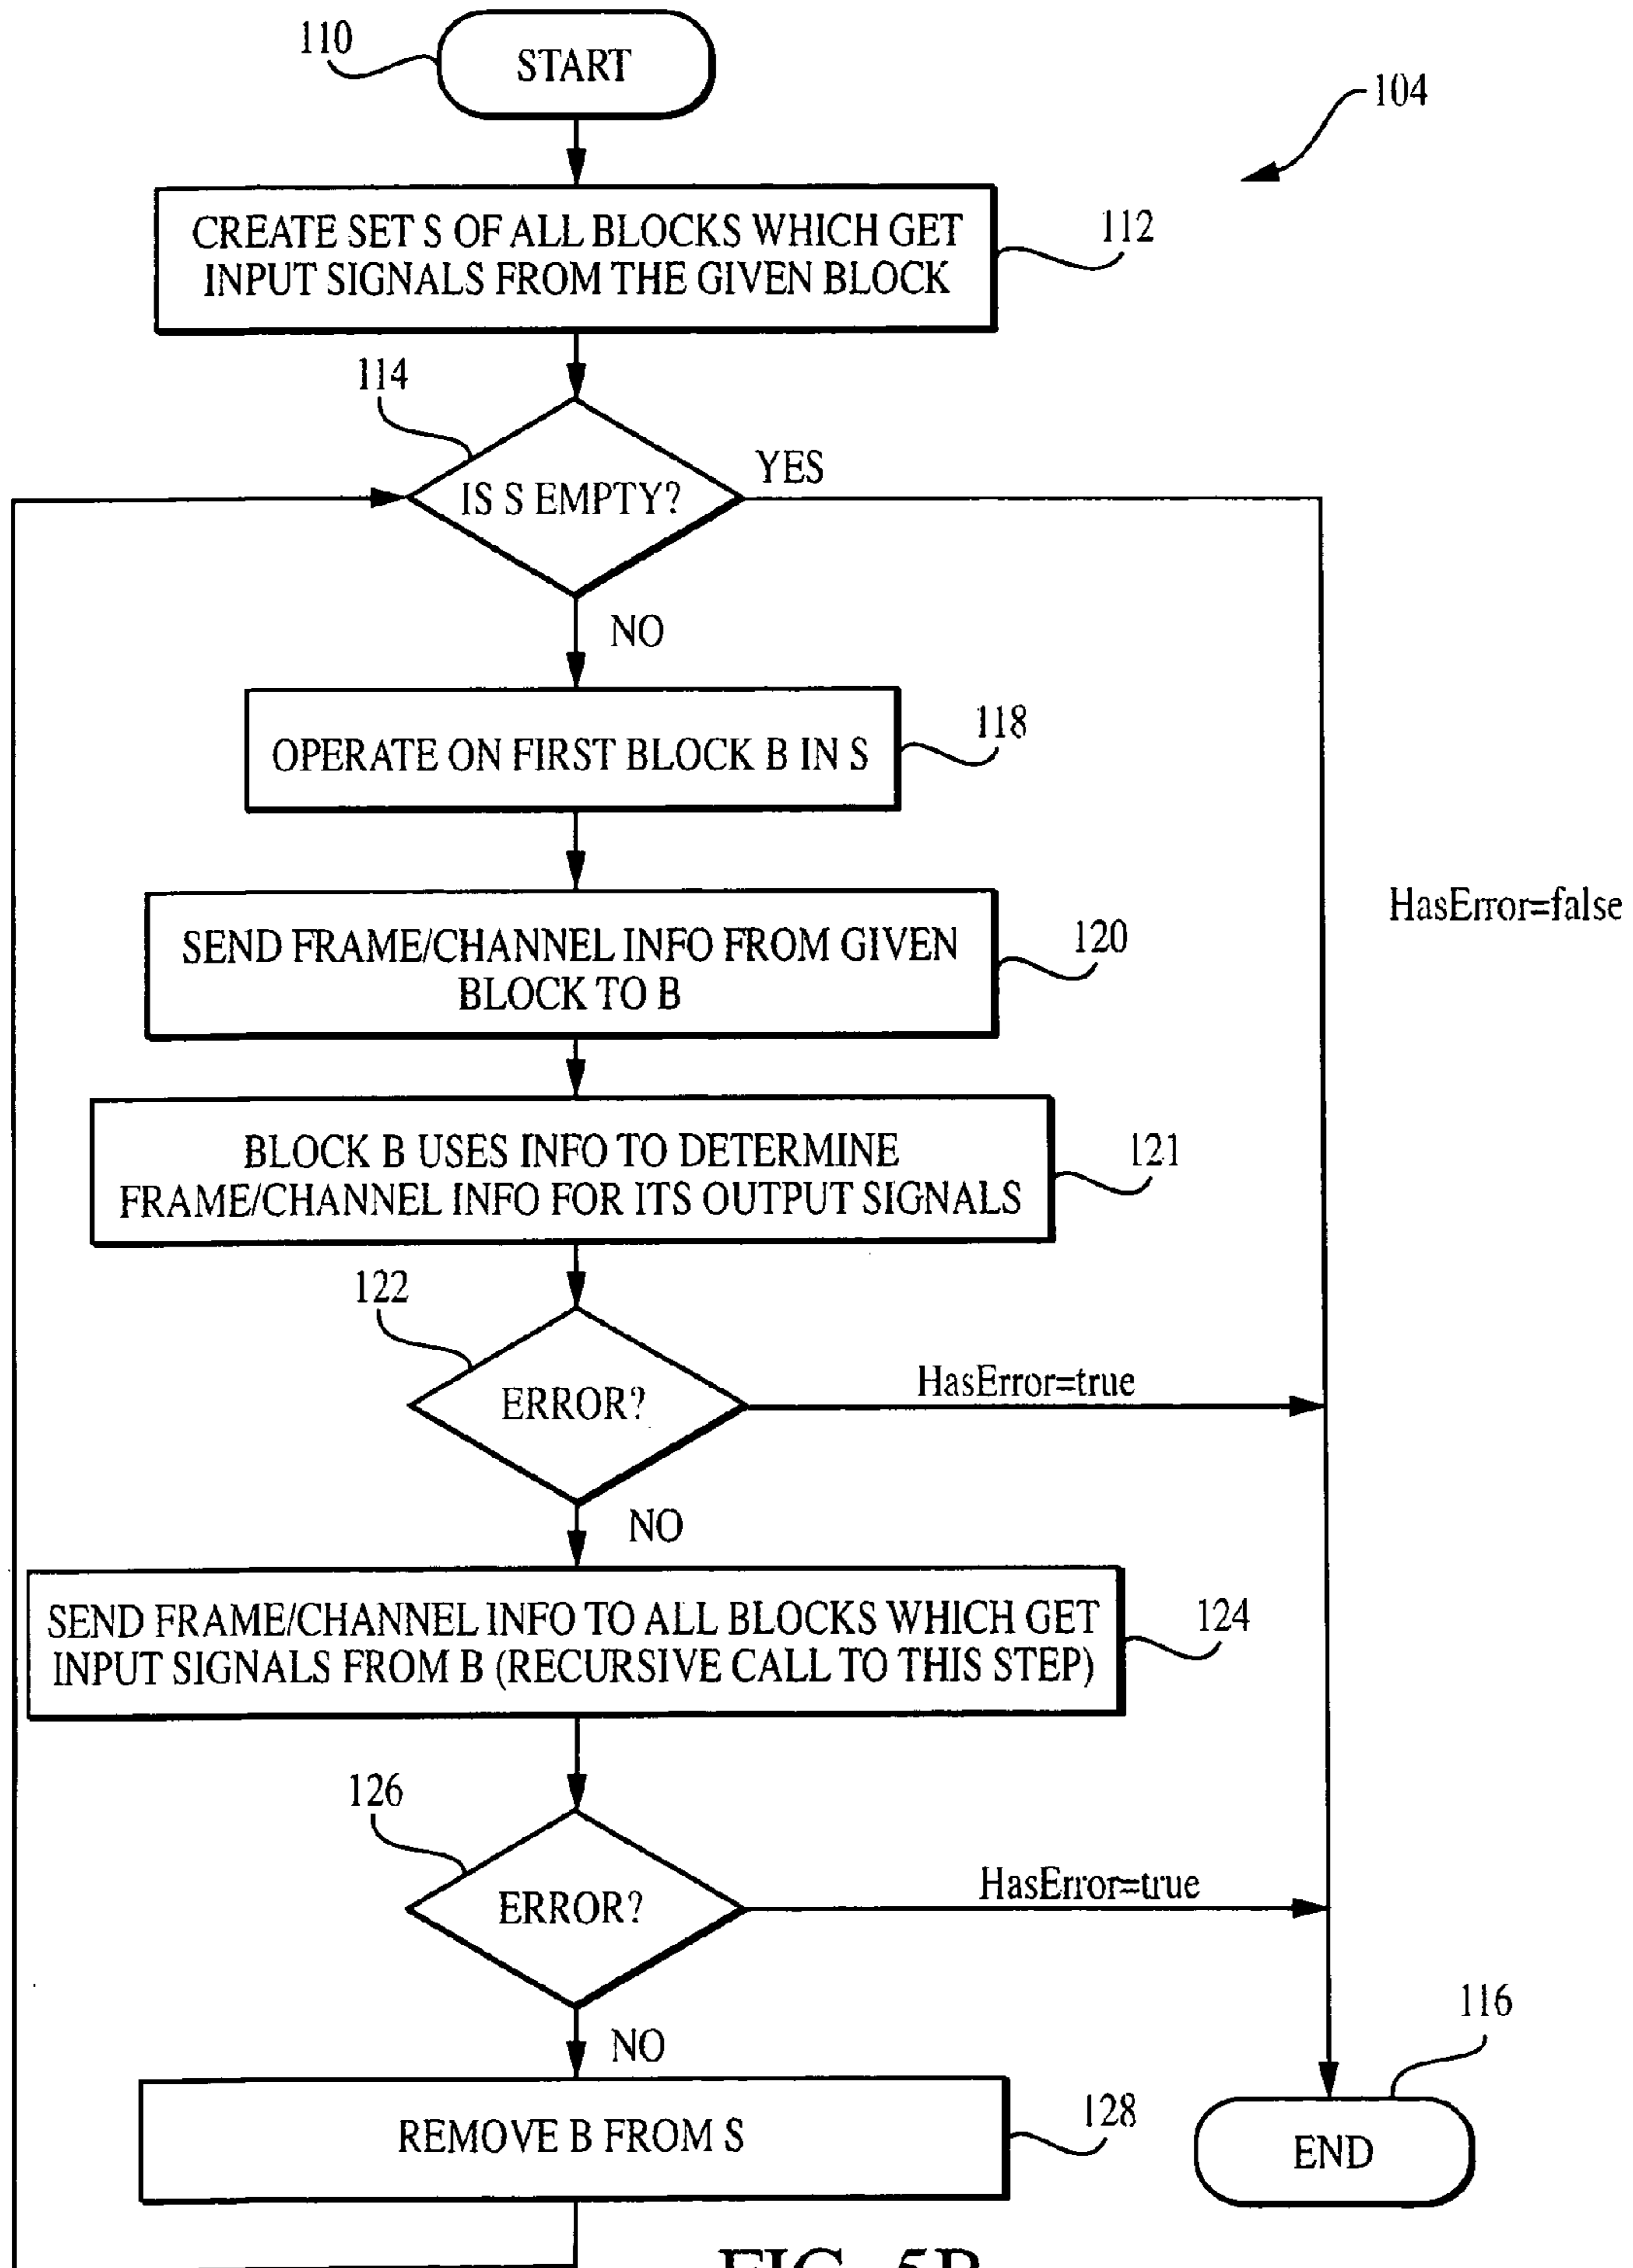 110
START
104
CREATE SET S OF ALL BLOCKS WHICH GET
INPUT SIGNALS FROM THE GIVEN BLOCK
112
114
IS S EMPTY?
YES
NO
OPERATE ON FIRST BLOCK B IN S
118
HasError=false
SEND FRAME/CHANNEL INFO FROM GIVEN
BLOCK TO B
120
BLOCK B USES INFO TO DETERMINE
FRAME/CHANNEL INFO FOR ITS OUTPUT SIGNALS
121
122
ERROR?
HasError=true
NO
SEND FRAME/CHANNEL INFO TO ALL BLOCKS WHICH GET
INPUT SIGNALS FROM B (RECURSIVE CALL TO THIS STEP)
124
126
ERROR?
HasError=true
NO
116
REMOVE B FROM S
128
END
FIG. 5B